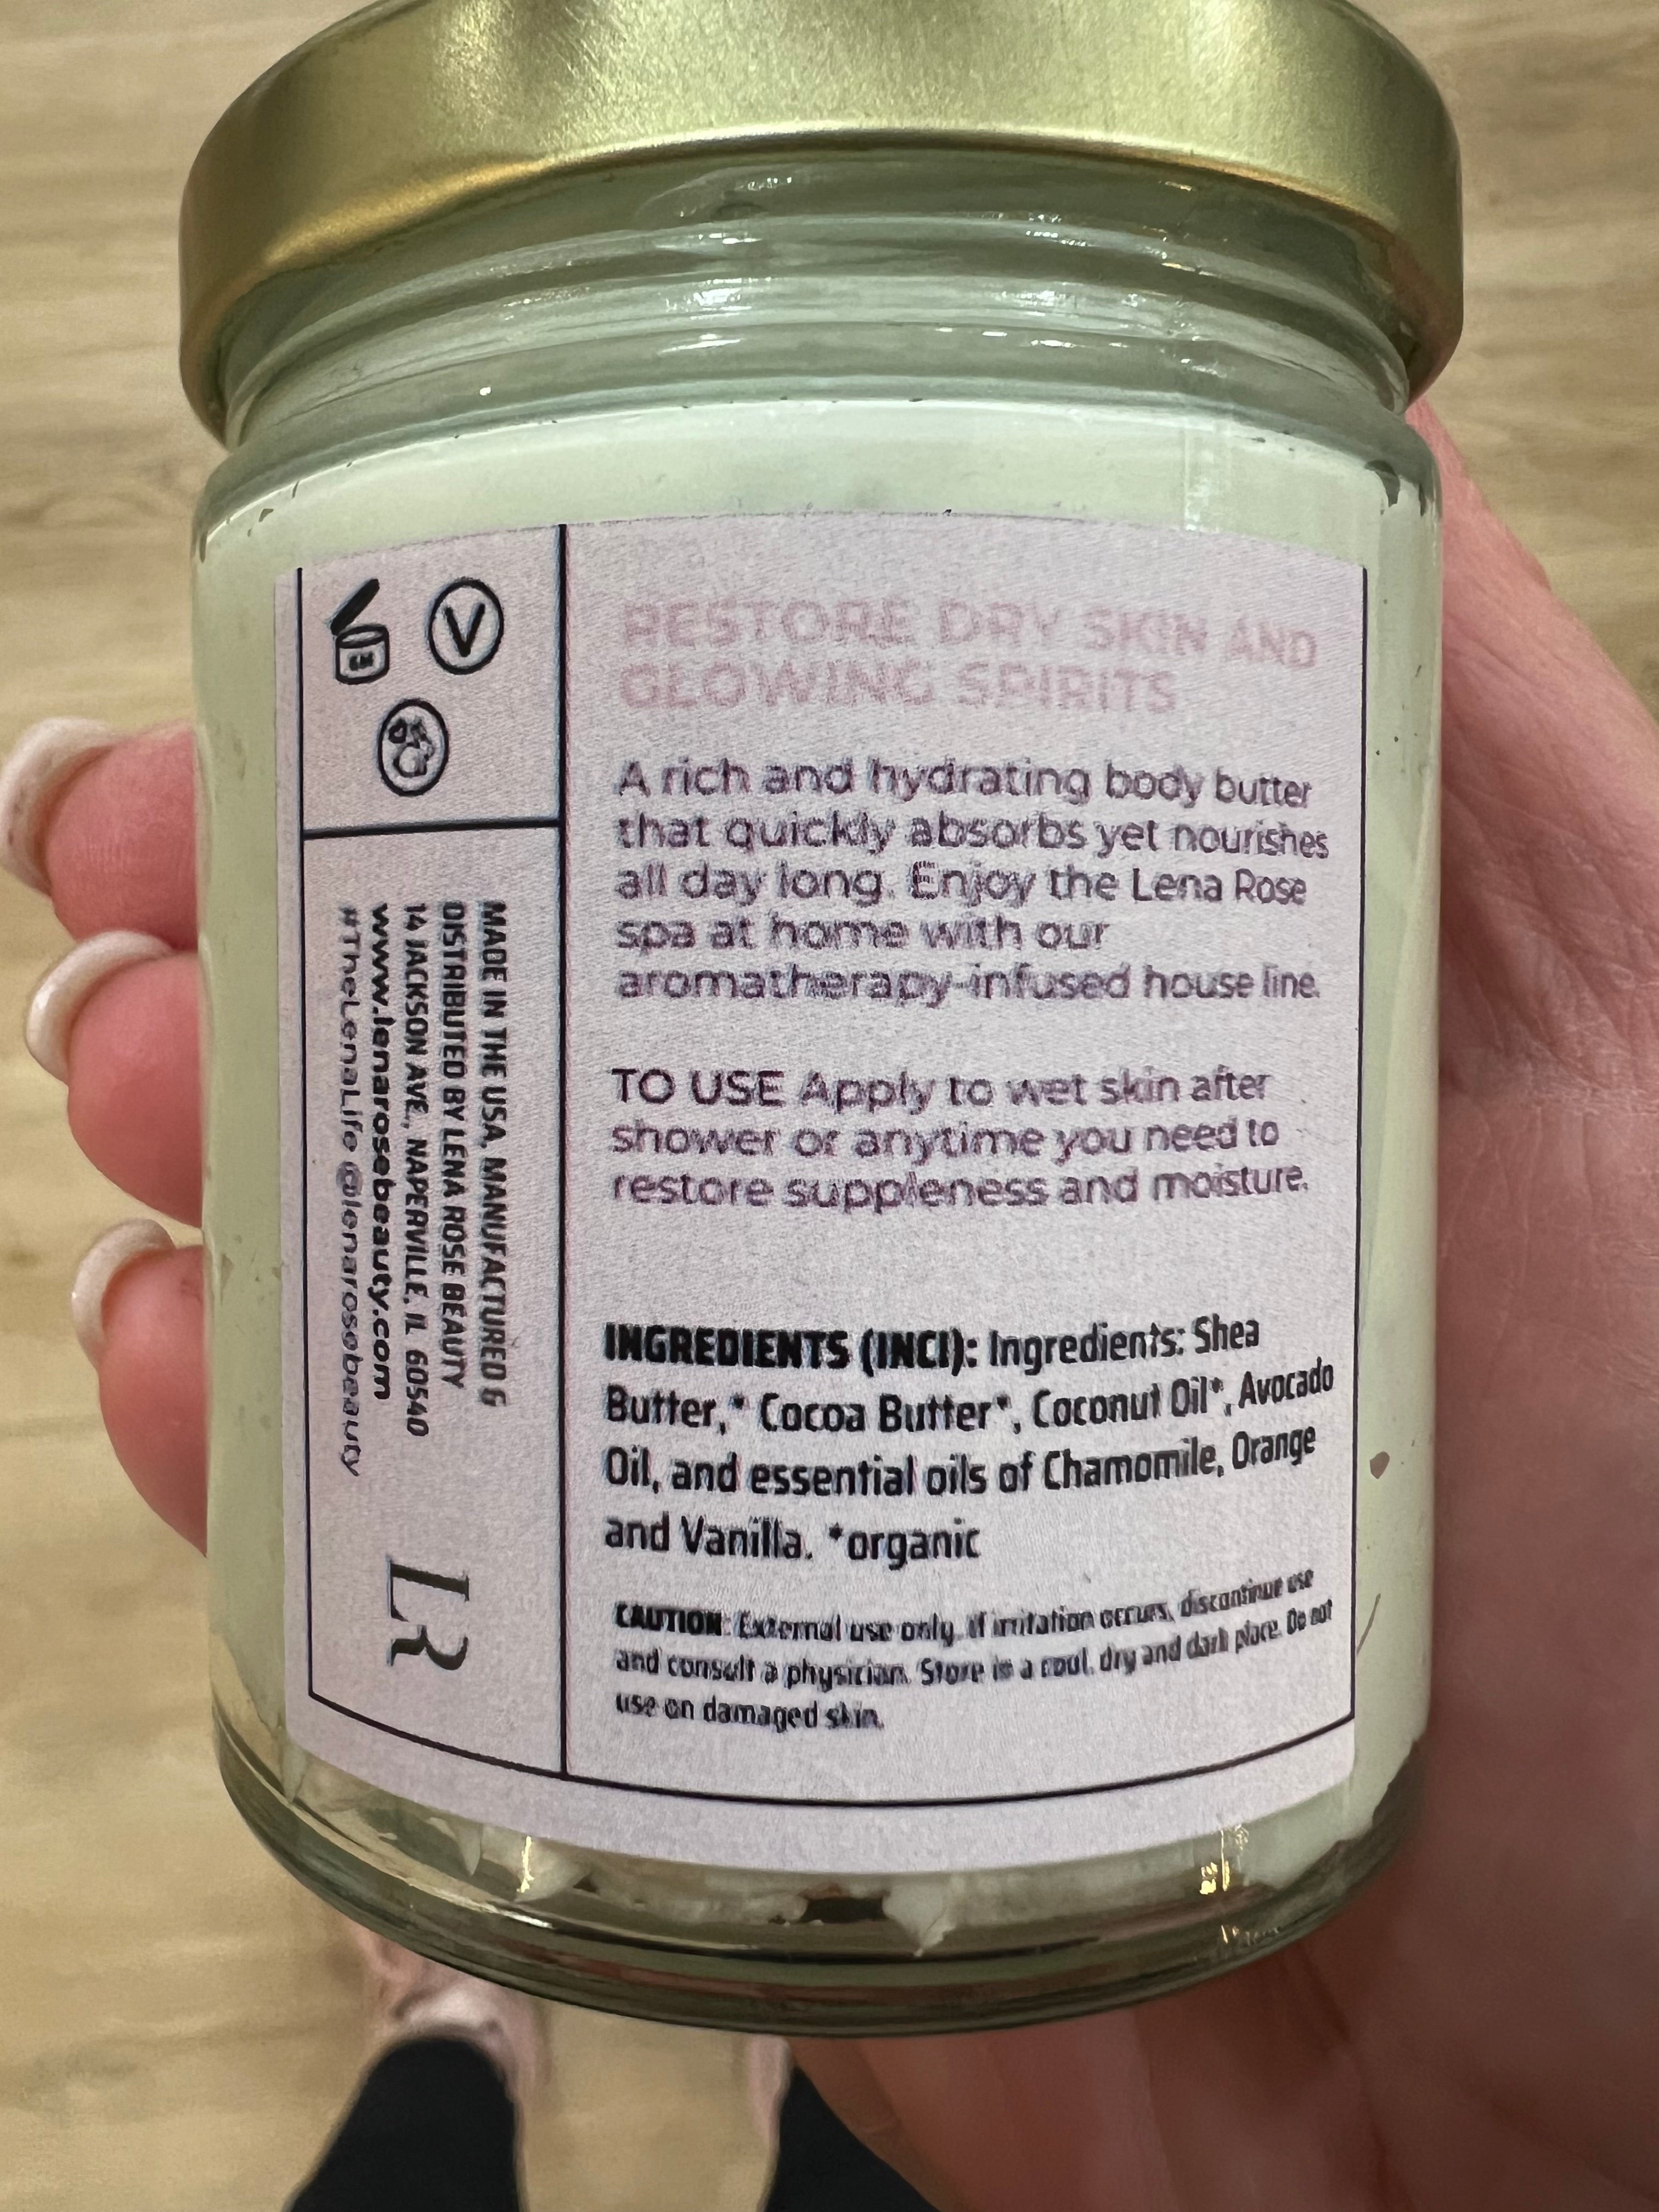 V
RESTORE DRY SKIN AND
GLOWING SPIRITS
A rich and hydrating body butter
that quickly absorbs yet nourishes
all day long. Enjoy the Lena Rose
spa at home with our
aromatherapy-infused house line.
TO USE Apply to wet skin after
shower or anytime you need to
restore suppleness and moisture.
INGREDIENTS (INCI): Ingredients: Shea
Butter,* Cocoa Butter*, Coconut Oil*, Avocado
Oil, and essential oils of Chamomile, Orange
and Vanilla. *organic
CAUTION: External use only. If irritation occurs, discontinue use
and consult a physician. Store in a cool, dry and dark place. Do not
use on damaged skin.
MADE IN THE USA. MANUFACTURED &
DISTRIBUTED BY LENA ROSE BEAUTY
14 JACKSON AVE., NAPERVILLE, IL 60540
www.lenarosebeauty.com
#TheLenaLife @lenarosebeauty
LR